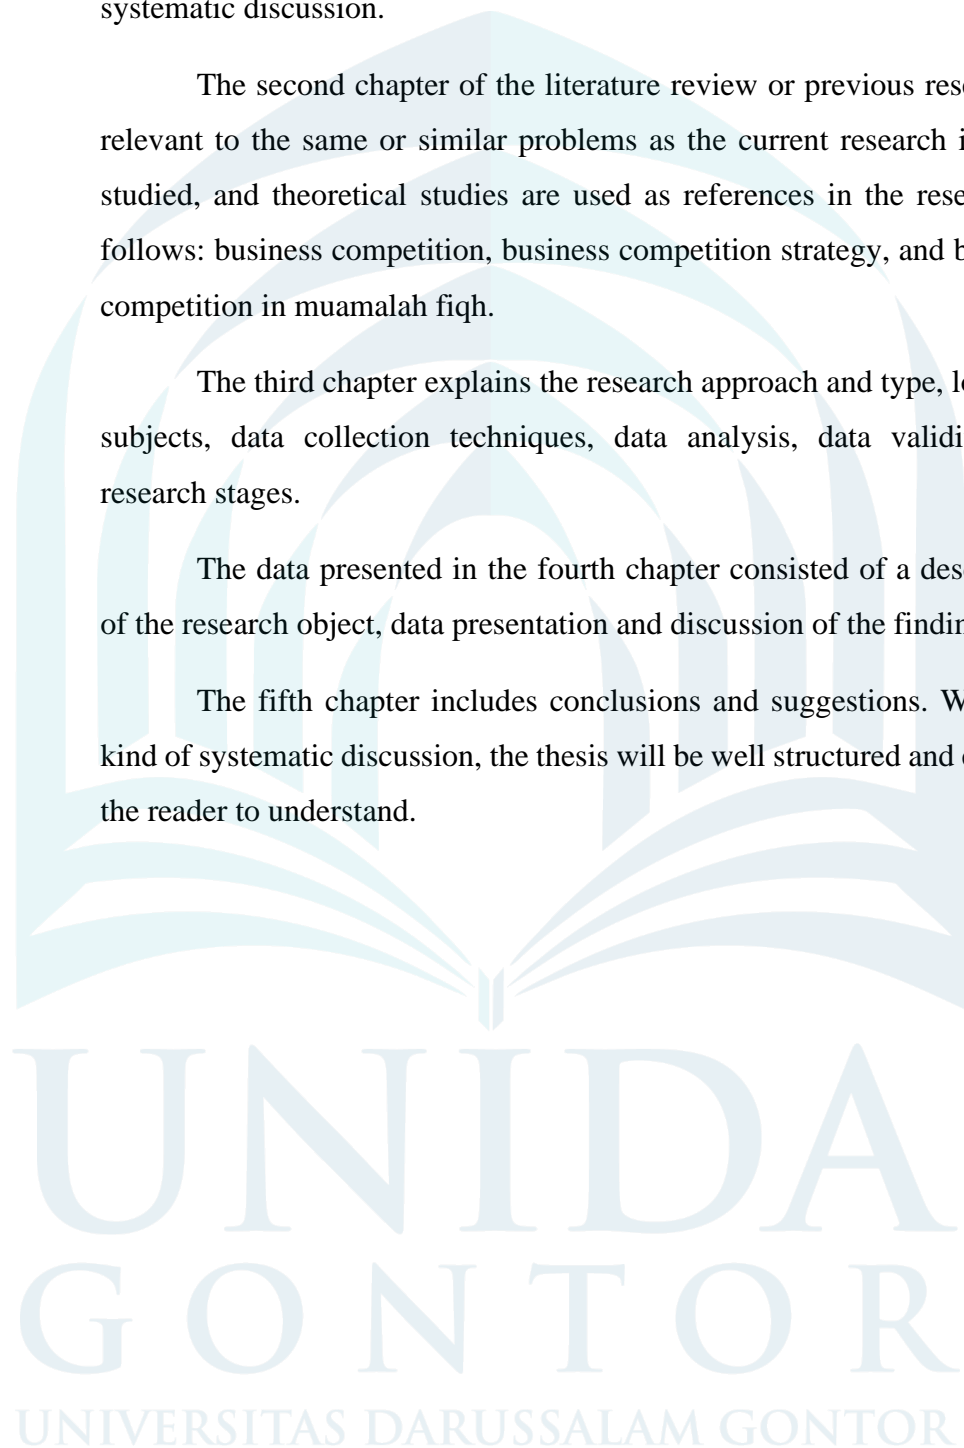 systematic discussion.
The second chapter of the literature review or previous rese
relevant to the same or similar problems as the current research i
studied, and theoretical studies are used as references in the rese
follows: business competition, business competition strategy, and b
competition in muamalah fiqh.
The third chapter explains the research approach and type, lo
subjects, data collection techniques, data analysis, data validi
research stages.
The data presented in the fourth chapter consisted of a des
of the research object, data presentation and discussion of the findin
The fifth chapter includes conclusions and suggestions. W
kind of systematic discussion, the thesis will be well structured and
the reader to understand.
UNIDA
GONTOR
UNIVERSITAS DARUSSALAM GONTOR